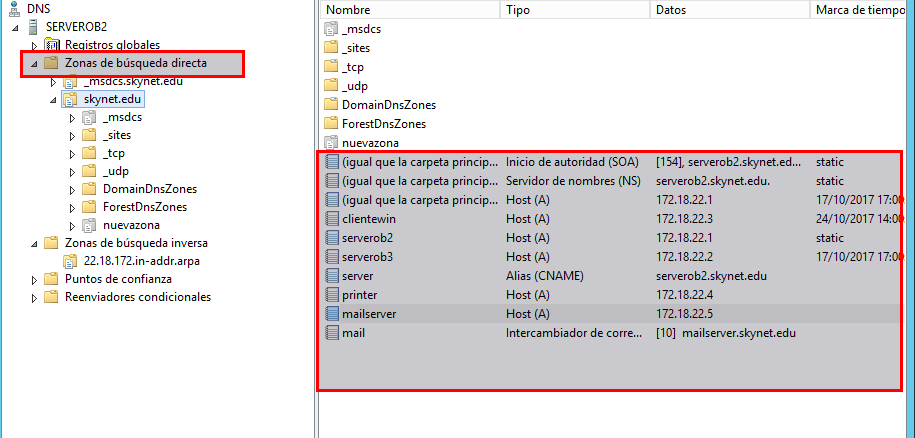 DNS
SERVEROB2
Registros globales
Zonas de búsqueda directa
_msdcs.skynet.edu
skynet.edu
_msdcs
_sites
_tcp
_udp
DomainDnsZones
ForestDnsZones
nuevazona
Zonas de búsqueda inversa
22.18.172.in-addr.arpa
Puntos de confianza
Reenviadores condicionales
Nombre Tipo Datos Marca de tiempo
_msdcs
_sites
_tcp
_udp
DomainDnsZones
ForestDnsZones
nuevazona
(igual que la carpeta princip... Inicio de autoridad (SOA) [154], serverob2.skynet.ed... static
(igual que la carpeta princip... Servidor de nombres (NS) serverob2.skynet.edu. static
(igual que la carpeta princip... Host (A) 172.18.22.1 17/10/2017 17:00
clientewin Host (A) 172.18.22.3 24/10/2017 14:00
serverob2 Host (A) 172.18.22.1 static
serverob3 Host (A) 172.18.22.2 17/10/2017 17:00
server Alias (CNAME) serverob2.skynet.edu
printer Host (A) 172.18.22.4
mailserver Host (A) 172.18.22.5
mail Intercambiador de corre... [10] mailserver.skynet.edu